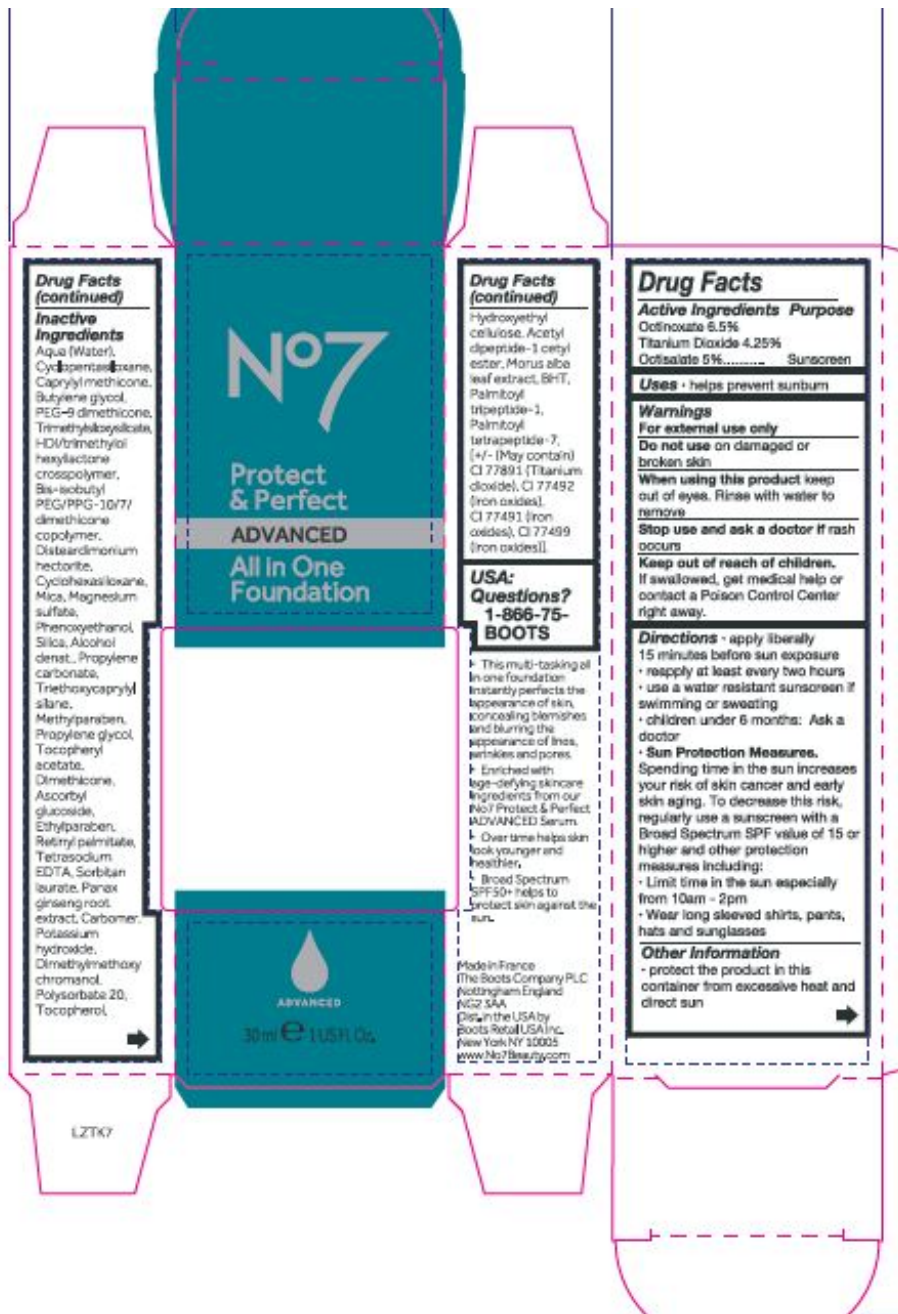 Drug Facts
(continued)
Inactive
Ingredients
Aqua (Water),
Cyclopentasiloxane,
Caprylyl methicone,
Butylene glycol,
PEG-9 dimethicone,
Trimethylsiloxysilicate,
HDI/trimethylol
hexyllactone
crosspolymer,
Bis-isobutyl
PEG/PPG-10/7/
dimethicone
copolymer,
Disteardimonium
hectorite,
Cyclohexasiloxane,
Mica, Magnesium
sulfate,
Phenoxyethanol,
Silica, Alcohol
denat., Propylene
carbonate,
Triethoxycaprylyl
silane,
Methylparaben,
Propylene glycol,
Tocopheryl
acetate,
Dimethicone,
Ascorbyl
glucoside,
Ethylparaben,
Retinyl palmitate,
Tetrasodium
EDTA, Sorbitan
laurate, Panax
ginseng root
extract, Carbomer,
Potassium
hydroxide,
Dimethylmethoxy
chromanol,
Polysorbate 20,
Tocopherol,
LZTK7
No7
Protect
& Perfect
ADVANCED
All in One
Foundation
ADVANCED
30ml e 1 US Fl. Oz.
Drug Facts
(continued)
Hydroxyethyl
cellulose, Acetyl
dipeptide-1 cetyl
ester, Morus alba
leaf extract, BHT,
Palmitoyl
tripeptide-1,
Palmitoyl
tetrapeptide-7,
[+/- (May contain)
CI 77891 (Titanium
dioxide), CI 77492
(Iron oxides),
CI 77491 (Iron
oxides), CI 77499
(Iron oxides)].
USA:
Questions?
1-866-75-
BOOTS
• This multi-tasking all
in one foundation
instantly perfects the
appearance of skin,
concealing blemishes
and blurring the
appearance of lines,
wrinkles and pores.
• Enriched with
age-defying skincare
ingredients from our
No7 Protect & Perfect
ADVANCED Serum.
• Over time helps skin
look younger and
healthier.
• Broad Spectrum
SPF50+ helps to
protect skin against the
sun.
Made in France
The Boots Company PLC
Nottingham England
NG2 3AA
Dist. in the USA by
Boots Retail USA Inc.
New York NY 10005
www.No7Beauty.com
Drug Facts
Active Ingredients Purpose
Octinoxate 6.5%
Titanium Dioxide 4.25%
Octisalate 5%.......... Sunscreen
Uses • helps prevent sunburn
Warnings
For external use only
Do not use on damaged or
broken skin
When using this product keep
out of eyes. Rinse with water to
remove
Stop use and ask a doctor if rash
occurs
Keep out of reach of children.
If swallowed, get medical help or
contact a Poison Control Center
right away.
Directions • apply liberally
15 minutes before sun exposure
• respply at least every two hours
• use a water resistant sunscreen if
swimming or sweating
• children under 6 months: Ask a
doctor
• Sun Protection Measures.
Spending time in the sun increases
your risk of skin cancer and early
skin aging. To decrease this risk,
regularly use a sunscreen with a
Broad Spectrum SPF value of 15 or
higher and other protection
measures including:
• Limit time in the sun especially
from 10am - 2pm
• Wear long sleeved shirts, pants,
hats and sunglasses
Other Information
• protect the product in this
container from excessive heat and
direct sun